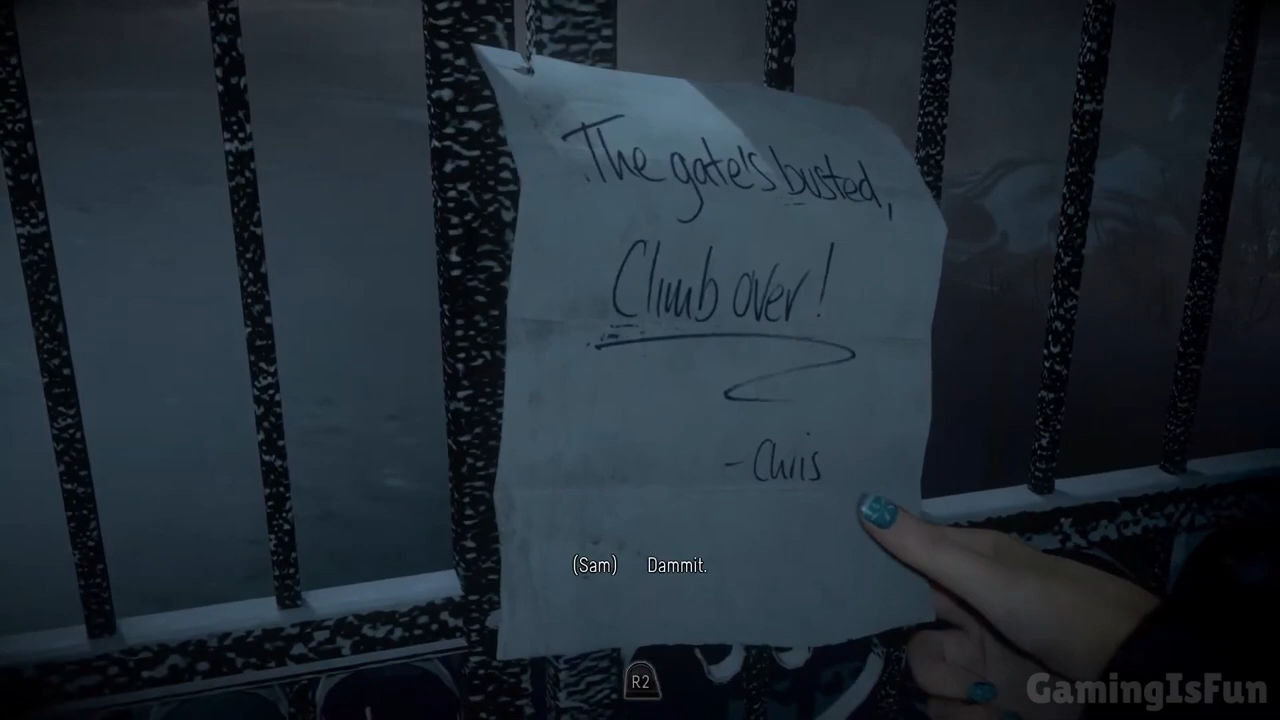 The gate's busted,
Climb over!
- Chris
(Sam) Dammit.
R2
GamingIsFun